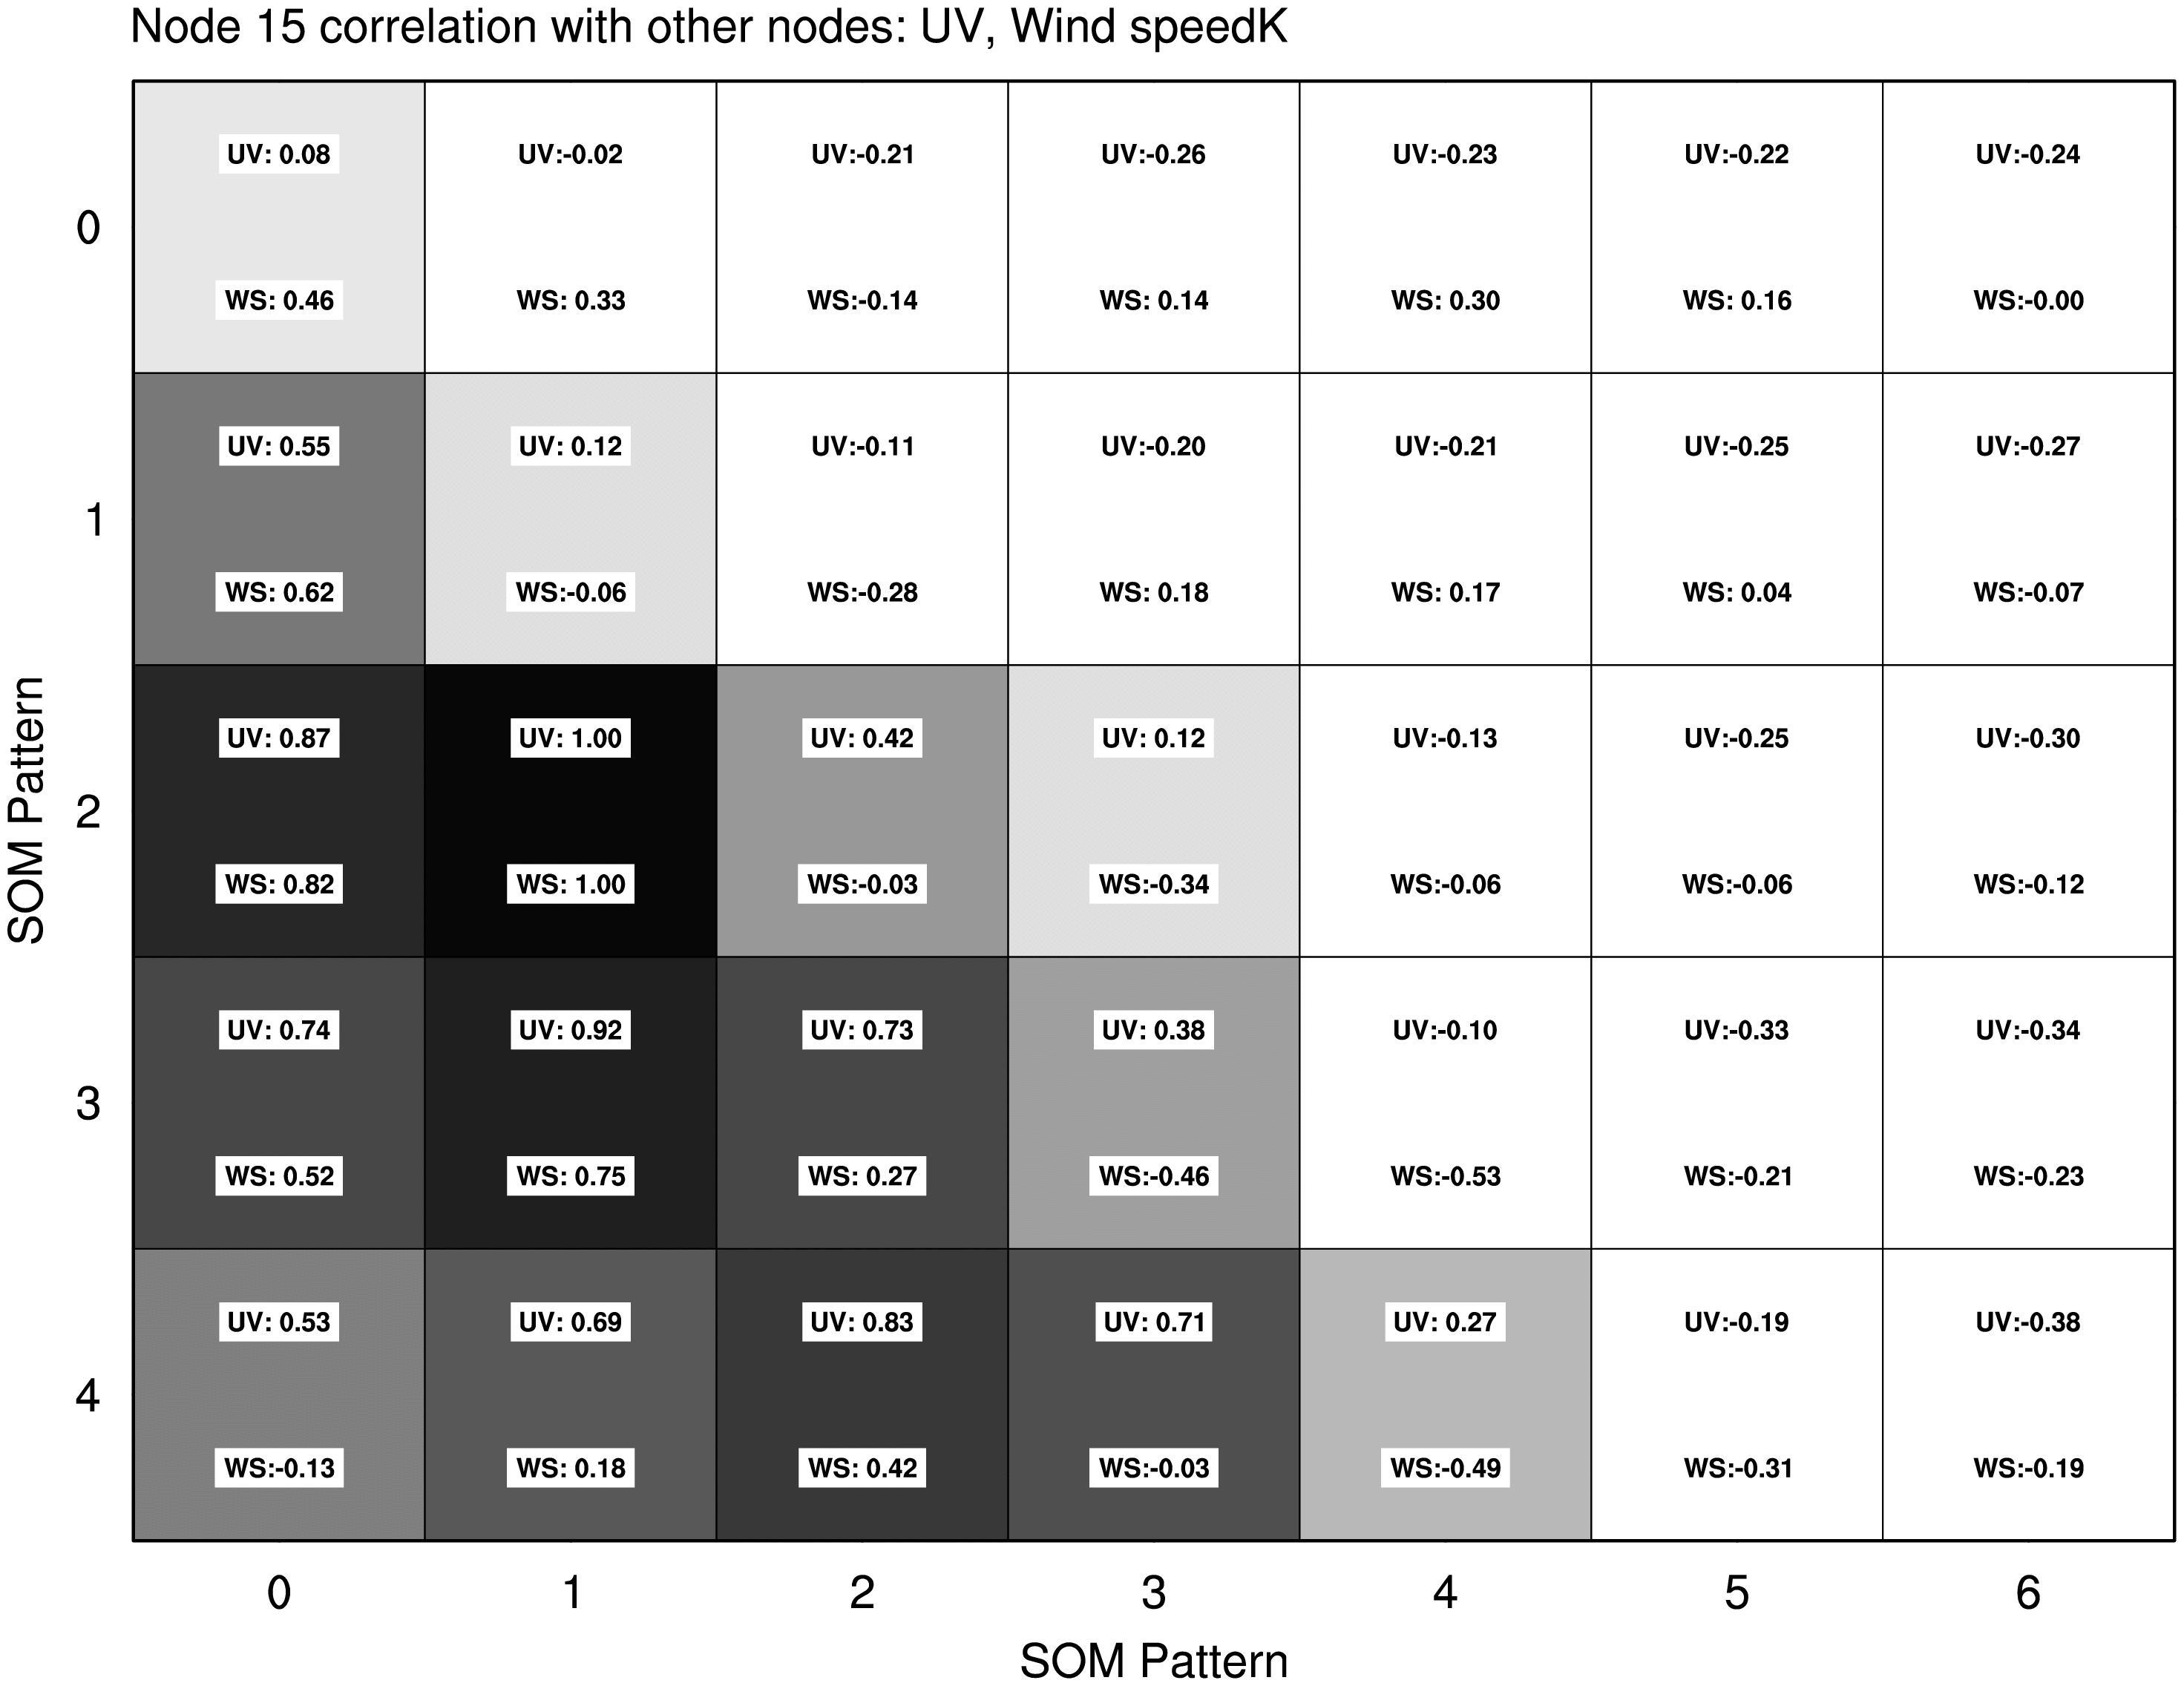 Node 15 correlation with other nodes: UV, Wind speedK
UV: 0.08 UV:-0.02 UV:-0.21 UV:-0.26 UV:-0.23 UV:-0.22 UV:-0.24
0
WS: 0.46 WS: 0.33 WS:-0.14 WS: 0.14 WS: 0.30 WS: 0.16 WS:-0.00
UV: 0.55 UV: 0.12 UV:-0.11 UV:-0.20 UV:-0.21 UV:-0.25 UV:-0.27
1
WS: 0.62 WS:-0.06 WS:-0.28 WS: 0.18 WS: 0.17 WS: 0.04 WS:-0.07
SOM Pattern
UV: 0.87 UV: 1.00 UV: 0.42 UV: 0.12 UV:-0.13 UV:-0.25 UV:-0.30
2
WS: 0.82 WS: 1.00 WS:-0.03 WS:-0.34 WS:-0.06 WS:-0.06 WS:-0.12
UV: 0.74 UV: 0.92 UV: 0.73 UV: 0.38 UV:-0.10 UV:-0.33 UV:-0.34
3
WS: 0.52 WS: 0.75 WS: 0.27 WS:-0.46 WS:-0.53 WS:-0.21 WS:-0.23
UV: 0.53 UV: 0.69 UV: 0.83 UV: 0.71 UV: 0.27 UV:-0.19 UV:-0.38
4
WS:-0.13 WS: 0.18 WS: 0.42 WS:-0.03 WS:-0.49 WS:-0.31 WS:-0.19
0 1 2 3 4 5 6
SOM Pattern